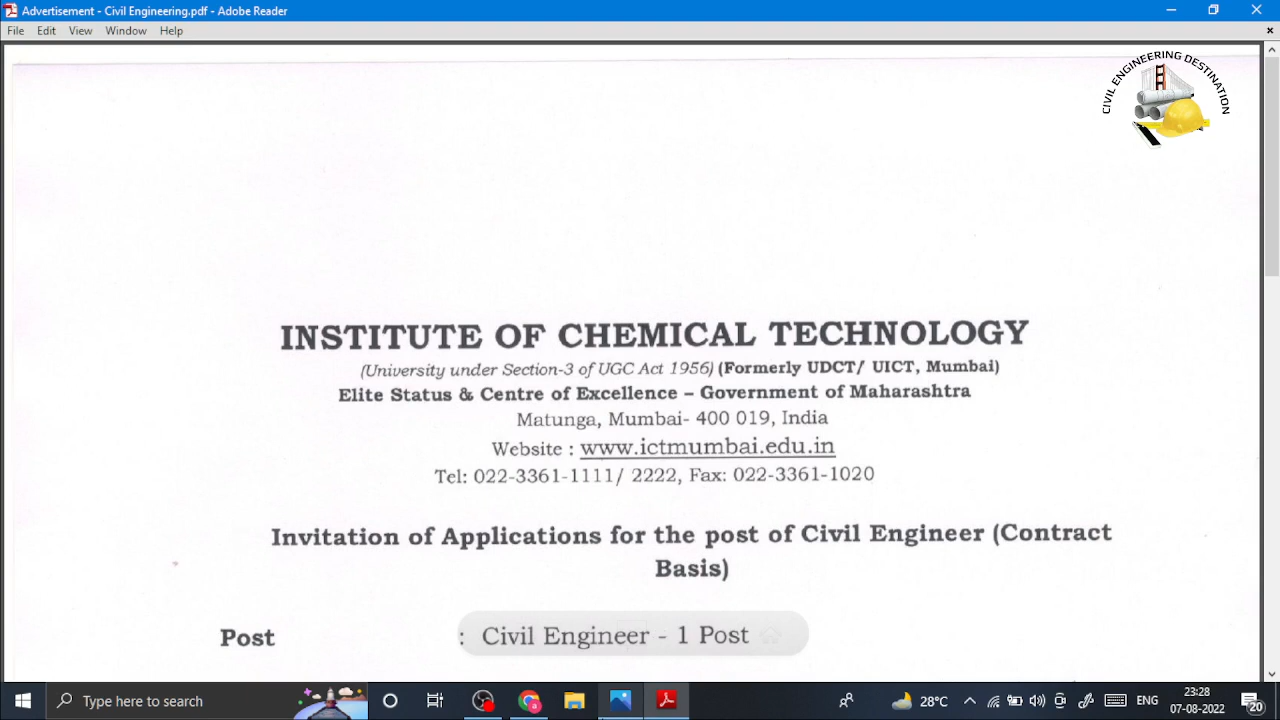 Advertisement - Civil Engineering.pdf - Adobe Reader
File Edit View Window Help
CIVIL ENGINEERING DESTINATION
INSTITUTE OF CHEMICAL TECHNOLOGY
(University under Section-3 of UGC Act 1956) (Formerly UDCT/ UICT, Mumbai)
Elite Status & Centre of Excellence – Government of Maharashtra
Matunga, Mumbai- 400 019, India
Website : www.ictmumbai.edu.in
Tel: 022-3361-1111/ 2222, Fax: 022-3361-1020
Invitation of Applications for the post of Civil Engineer (Contract
Basis)
Post : Civil Engineer - 1 Post
Type here to search
28°C
ENG
23:28
07-08-2022
20